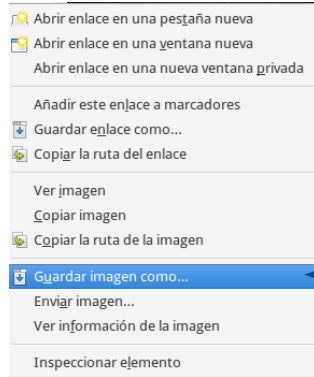 Abrir enlace en una pestaña nueva
Abrir enlace en una ventana nueva
Abrir enlace en una nueva ventana privada
Añadir este enlace a marcadores
Guardar enlace como...
Copiar la ruta del enlace
Ver imagen
Copiar imagen
Copiar la ruta de la imagen
Guardar imagen como...
Enviar imagen...
Ver información de la imagen
Inspeccionar elemento